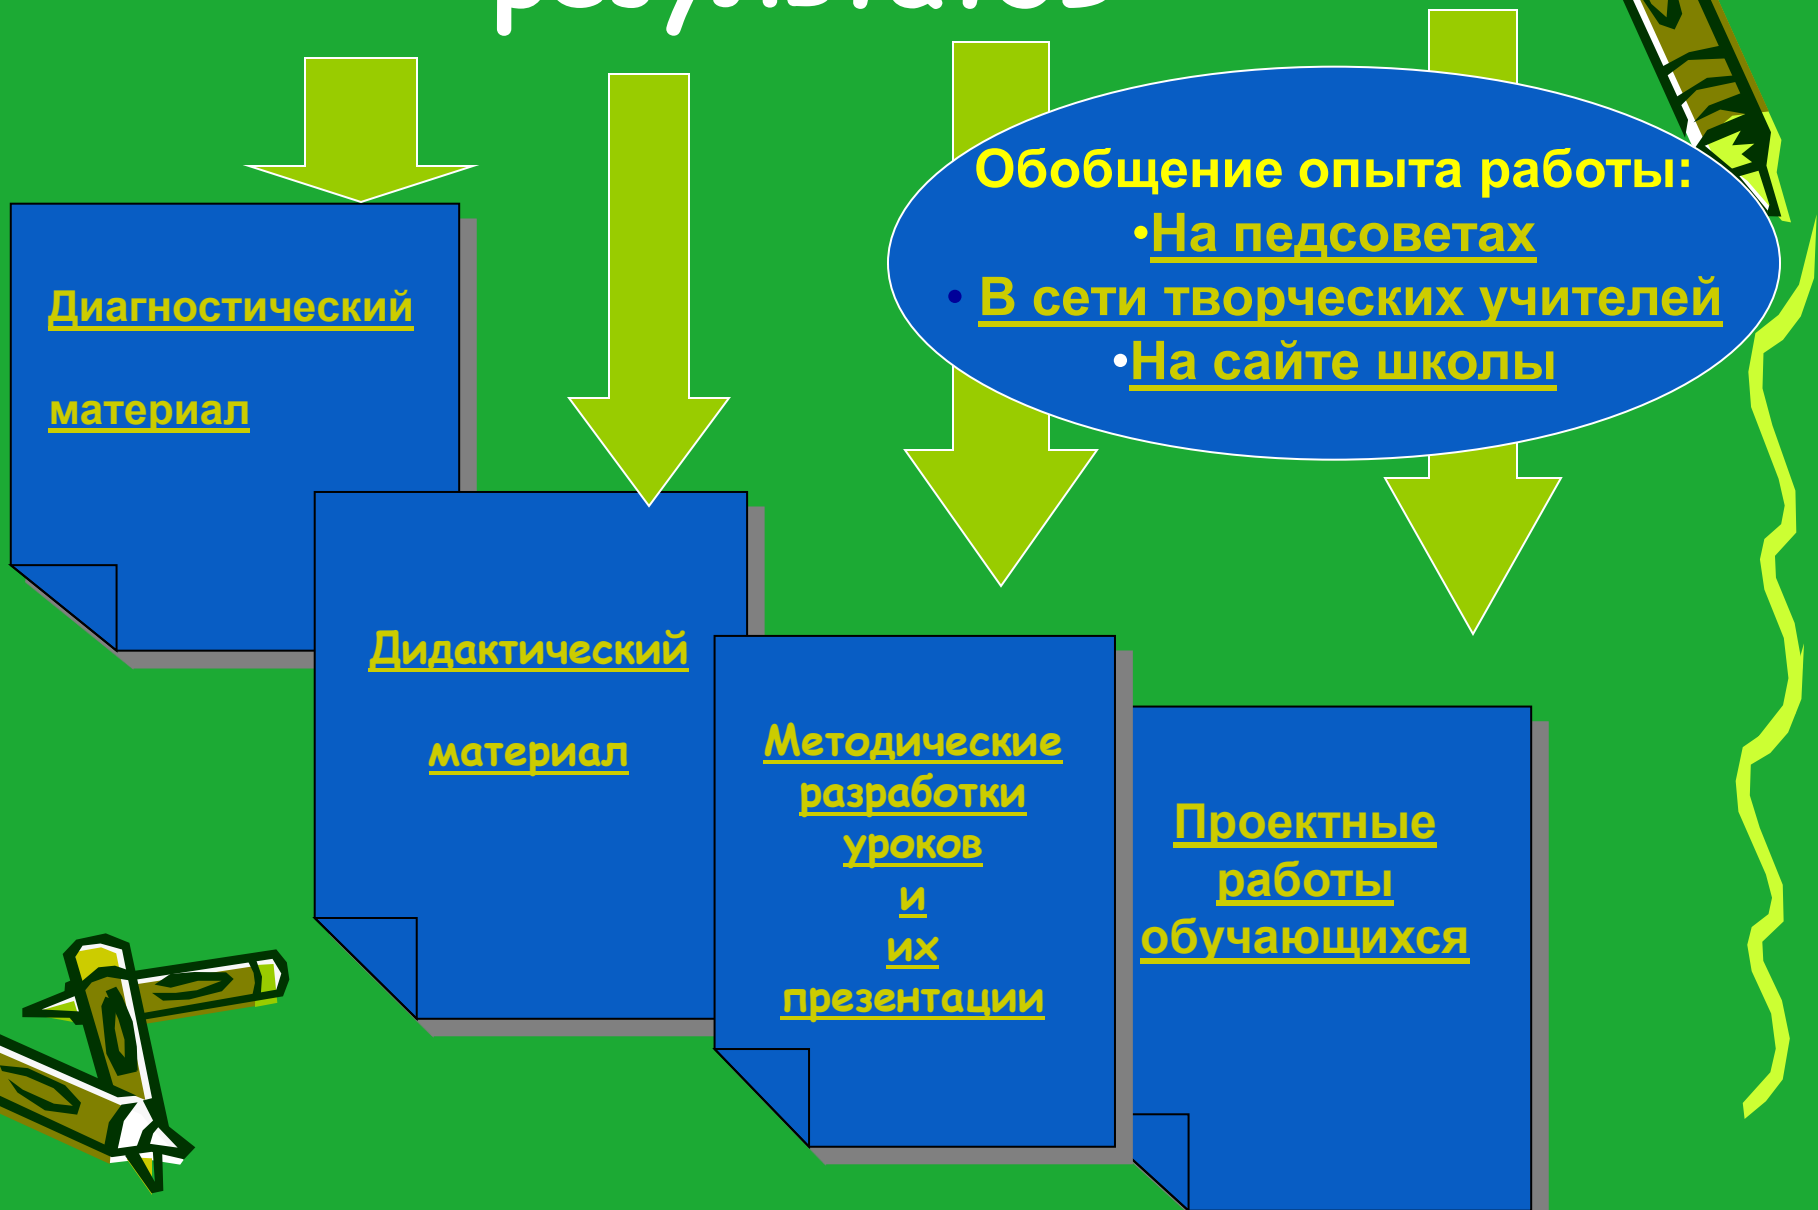 Обобщение опыта работы:
•На педсоветах
• В сети творческих учителей
•На сайте школы
Диагностический
материал
Дидактический
материал
Методические
разработки
уроков
и
их
презентации
Проектные
работы
обучающихся